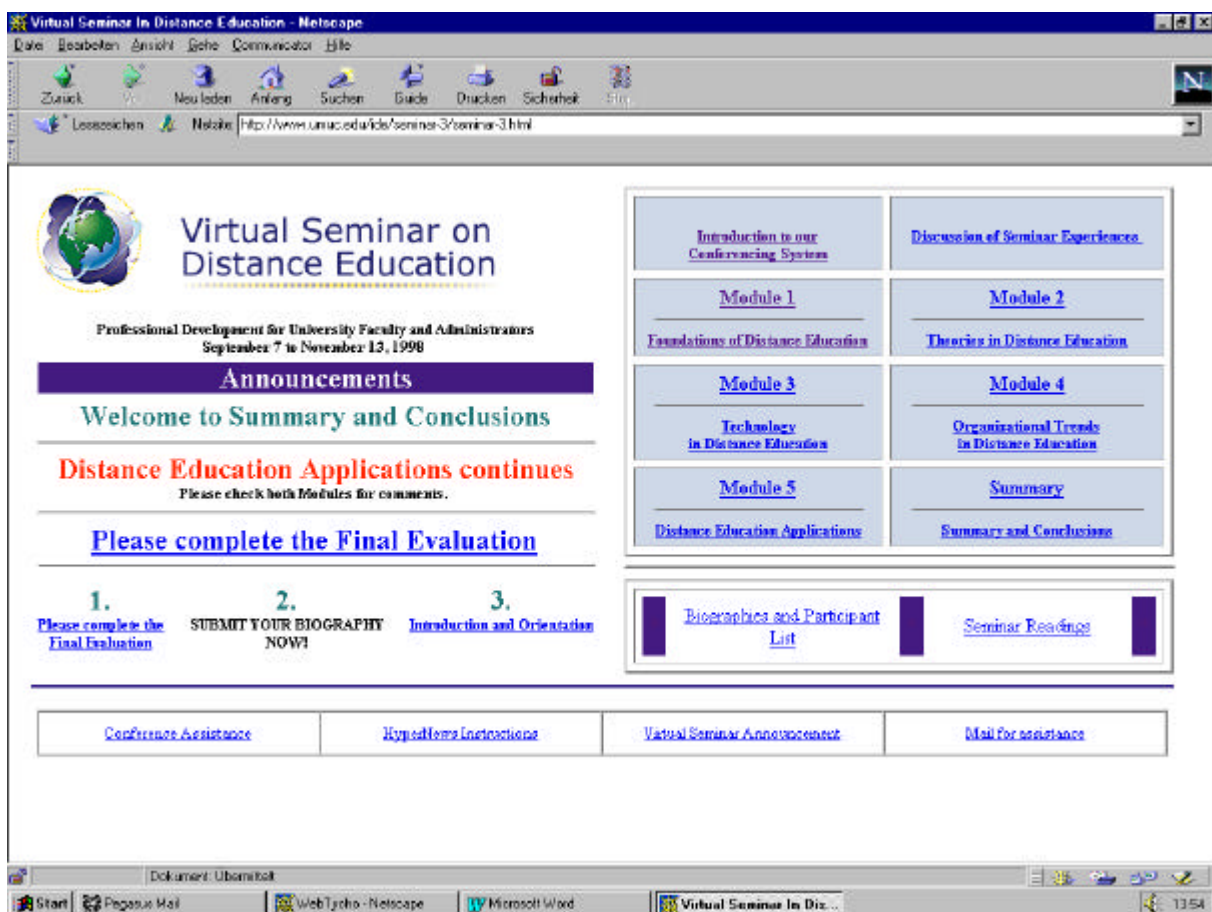 Virtual Seminar In Distance Education - Netscape
Datei Bearbeiten Ansicht Gehe Communicator Hilfe
Zurück Vor Neu laden Anfang Suchen Guide Drucken Sicherheit Stop
N
Lesezeichen Netsite: http://www.umuc.edu/ide/seminar-3/seminar-3.html
Virtual Seminar on
Distance Education
Professional Development for University Faculty and Administrators
September 7 to November 13, 1998
Announcements
Welcome to Summary and Conclusions
Distance Education Applications continues
Please check both Modules for comments.
Please complete the Final Evaluation
1.
Please complete the
Final Evaluation
2.
SUBMIT YOUR BIOGRAPHY
NOW!
3.
Introduction and Orientation
Introduction to our
Conferencing System
Discussion of Seminar Experiences
Module 1
Foundations of Distance Education
Module 2
Theories in Distance Education
Module 3
Technology
in Distance Education
Module 4
Organizational Trends
in Distance Education
Module 5
Distance Education Applications
Summary
Summary and Conclusions
Biographies and Participant
List
Seminar Readings
Conference Assistance
HyperNews Instructions
Virtual Seminar Announcement
Mail for assistance
Dokument: Übermittelt
Start Pegasus Mail WebTycho - Netscape Microsoft Word Virtual Seminar In Dis... 13:54